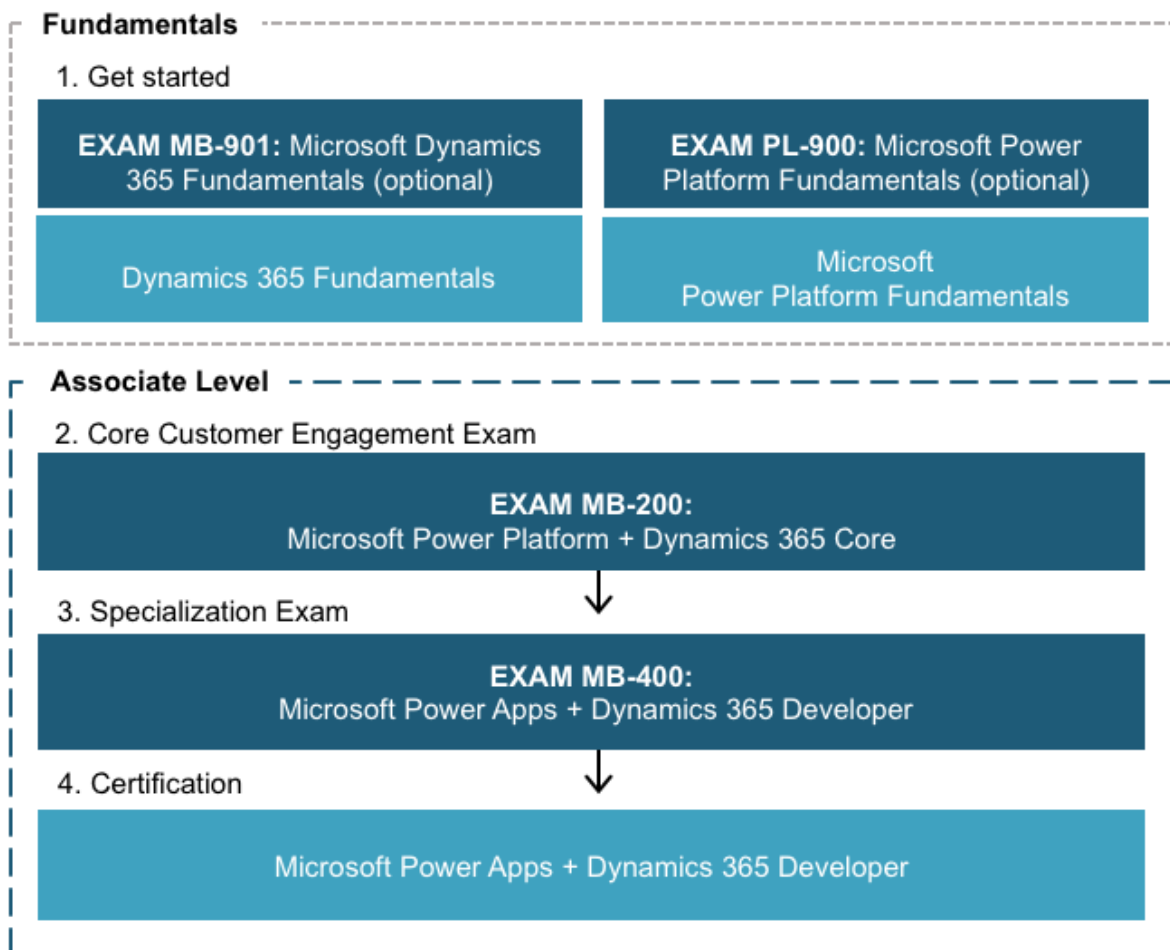 Fundamentals
1. Get started
EXAM MB-901: Microsoft Dynamics
365 Fundamentals (optional)
EXAM PL-900: Microsoft Power
Platform Fundamentals (optional)
Dynamics 365 Fundamentals
Microsoft
Power Platform Fundamentals
Associate Level
2. Core Customer Engagement Exam
EXAM MB-200:
Microsoft Power Platform + Dynamics 365 Core
3. Specialization Exam
EXAM MB-400:
Microsoft Power Apps + Dynamics 365 Developer
4. Certification
Microsoft Power Apps + Dynamics 365 Developer